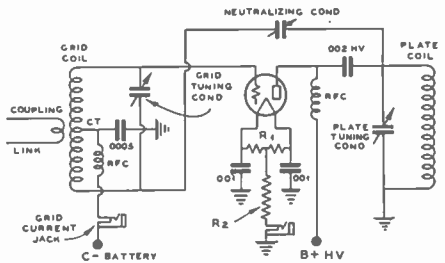 NEUTRALIZING COND
GRID
COIL
GRID
TUNING
COND
002 HV
PLATE
COIL
COUPLING
LINK
CT
0005
RFC
RFC
R1
001
001
PLATE
TUNING
COND
R2
GRID
CURRENT
JACK
C- BATTERY
B+ HV